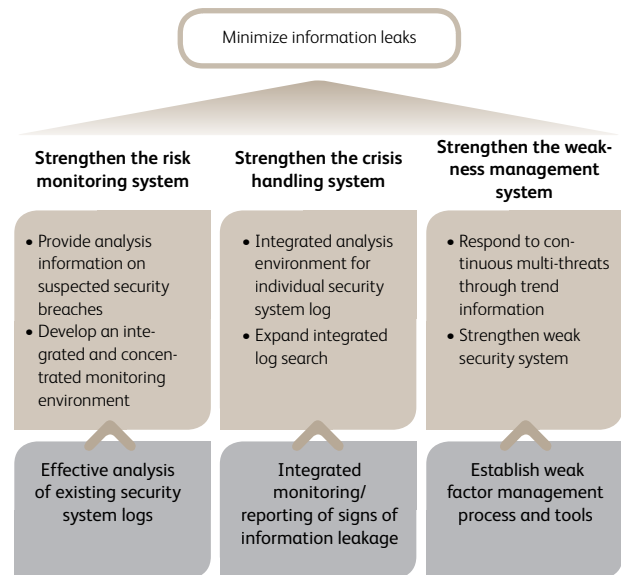 Minimize information leaks
Strengthen the risk
monitoring system
Strengthen the crisis
handling system
Strengthen the weak-
ness management
system
• Provide analysis
information on
suspected security
breaches
• Develop an inte-
grated and concen-
trated monitoring
environment
• Integrated analysis
environment for
individual security
system log
• Expand integrated
log search
• Respond to con-
tinuous multi-threats
through trend
information
• Strengthen weak
security system
Effective analysis
of existing security
system logs
Integrated
monitoring/
reporting of signs of
information leakage
Establish weak
factor management
process and tools